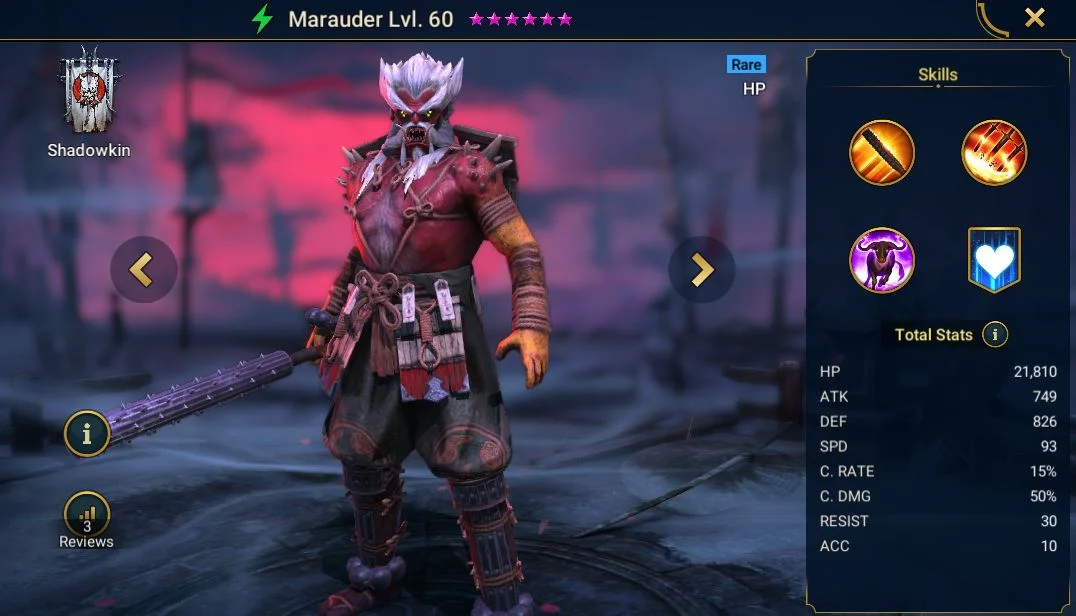 Marauder Lvl. 60
Shadowkin
Rare
HP
3
Reviews
Skills
Total Stats i
HP 21,810
ATK 749
DEF 826
SPD 93
C. RATE 15%
C. DMG 50%
RESIST 30
ACC 10
i